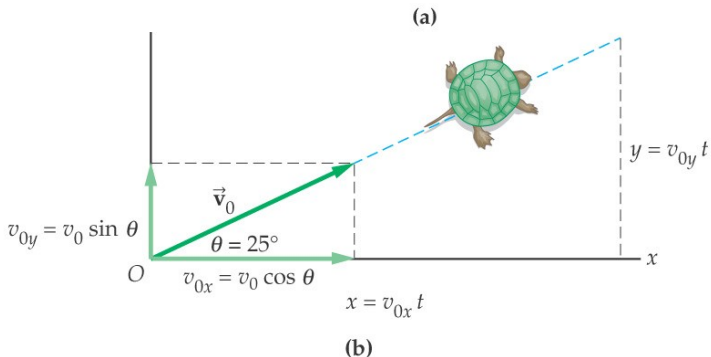 (a)
y = v₀y t
v⃗₀
v₀y = v₀ sin θ
θ = 25°
x
O
v₀x = v₀ cos θ
x = v₀x t
(b)